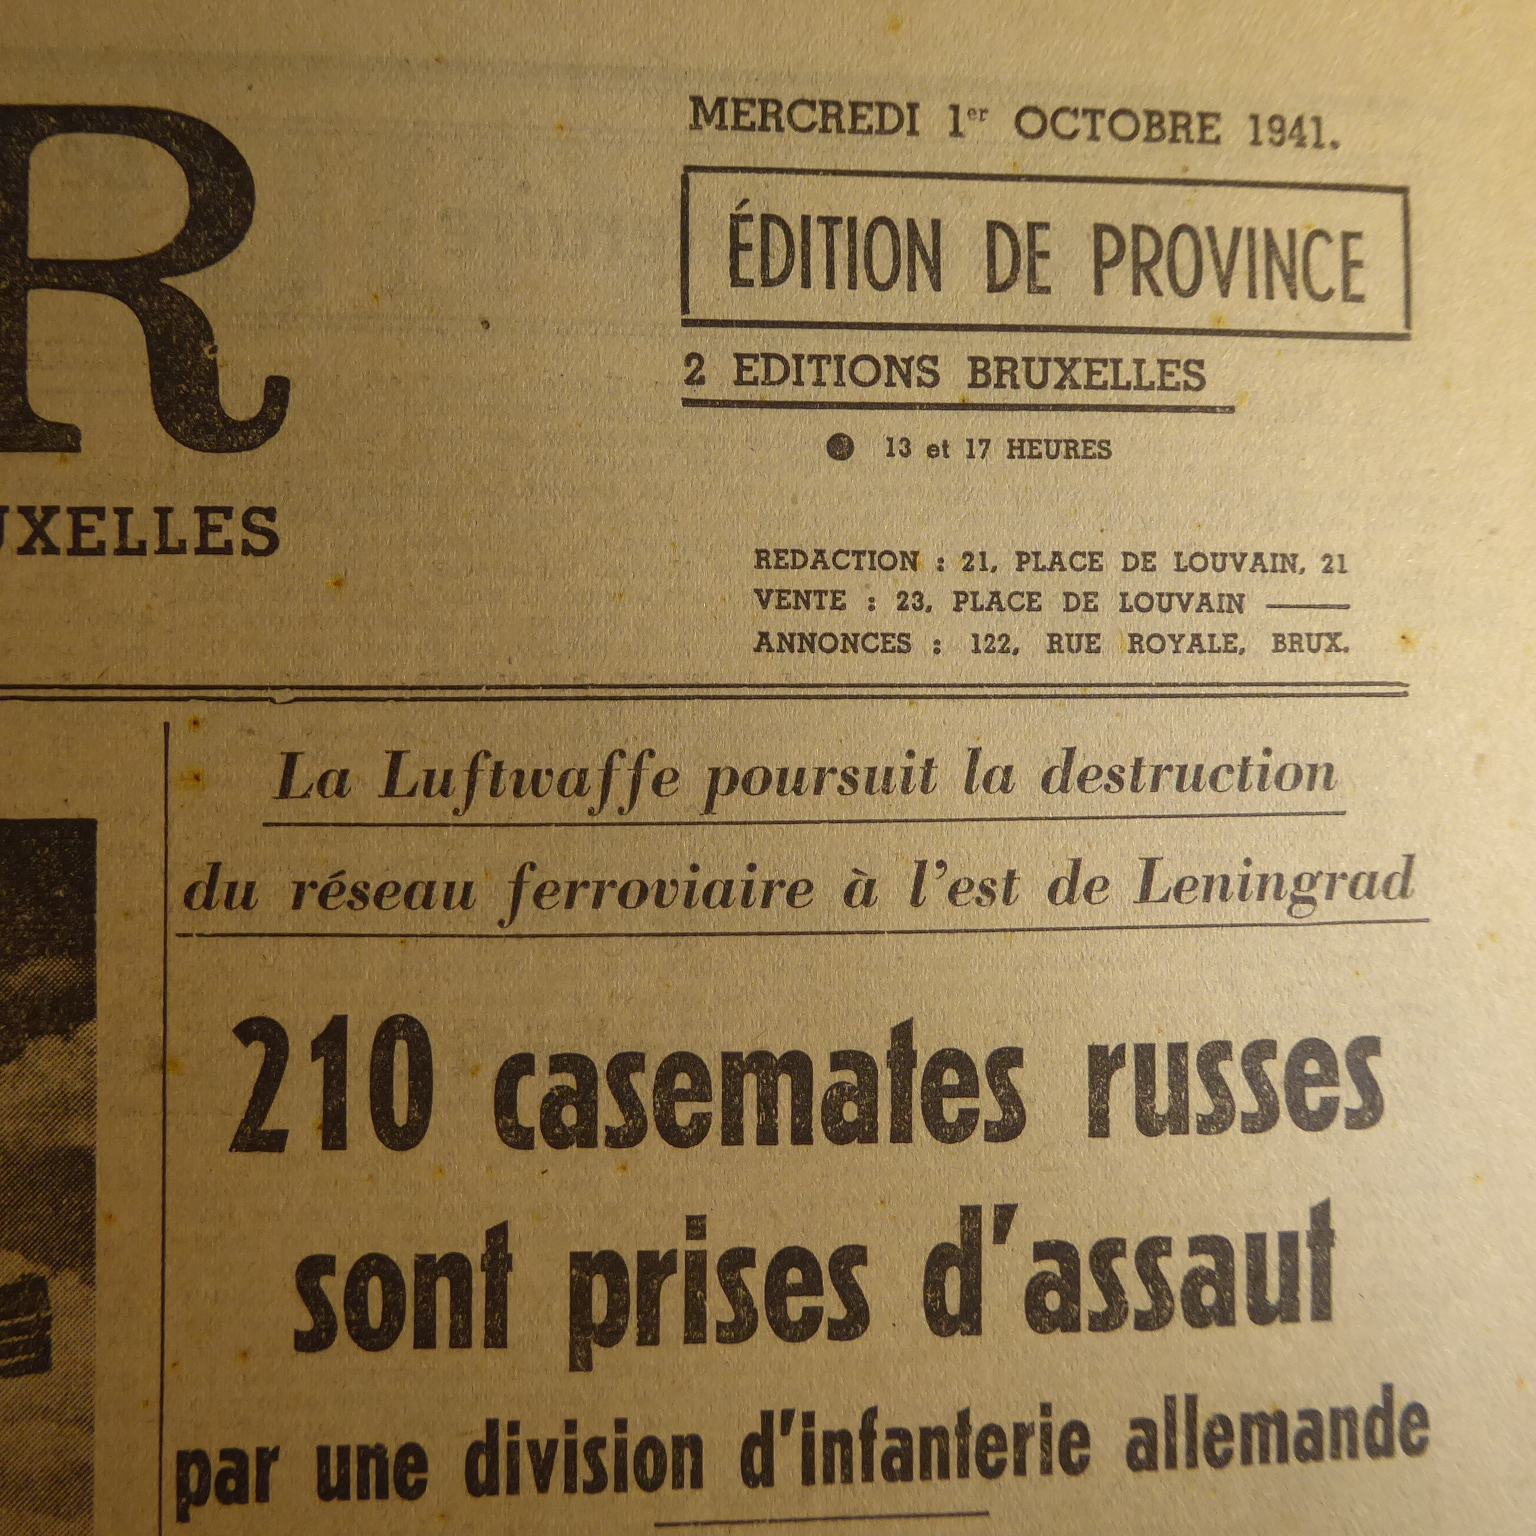 R
UXELLES
MERCREDI 1er OCTOBRE 1941.
ÉDITION DE PROVINCE
2 EDITIONS BRUXELLES
● 13 et 17 HEURES
REDACTION : 21, PLACE DE LOUVAIN, 21
VENTE : 23, PLACE DE LOUVAIN ——
ANNONCES : 122, RUE ROYALE, BRUX.
La Luftwaffe poursuit la destruction
du réseau ferroviaire à l'est de Leningrad
210 casemates russes
sont prises d'assaut
par une division d'infanterie allemande